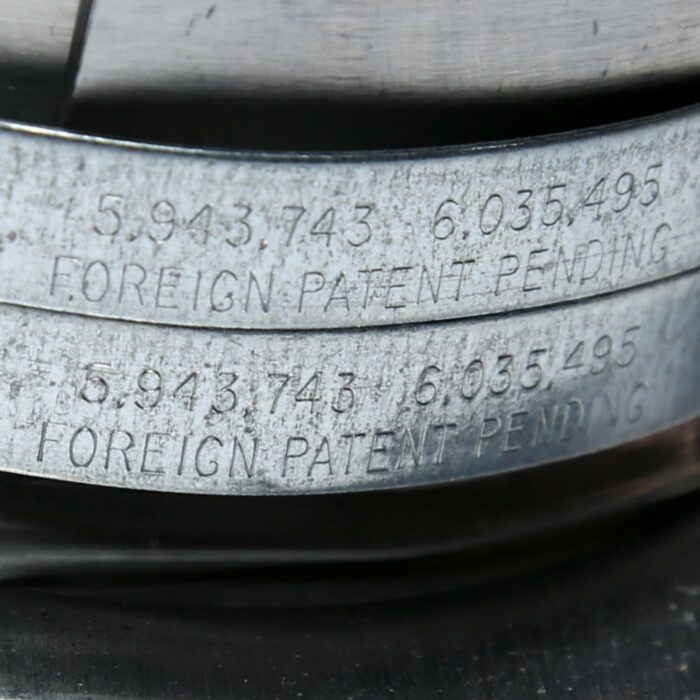 5,943,743 6,035,495
FOREIGN PATENT PENDING
5,943,743 6,035,495
FOREIGN PATENT PENDING